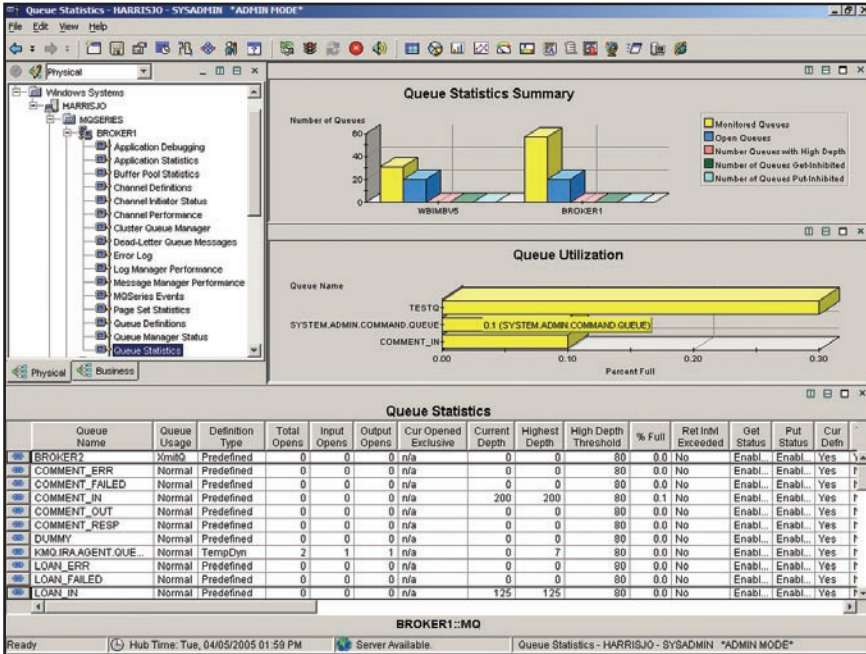 Queue Statistics - HARRISJO - SYSADMIN *ADMIN MODE*
File Edit View Help
Physical
Windows Systems
HARRISJO
MQSERIES
BROKER1
Application Debugging
Application Statistics
Buffer Pool Statistics
Channel Definitions
Channel Initiator Status
Channel Performance
Cluster Queue Manager
Dead-Letter Queue Messages
Error Log
Log Manager Performance
Message Manager Performance
MQSeries Events
Page Set Statistics
Queue Definitions
Queue Manager Status
Queue Statistics
Physical Business
Queue Statistics Summary
Number of Queues
60
40
20
0
WBIMBV5 BROKER1
Monitored Queues
Open Queues
Number Queues with High Depth
Number of Queues Get-Inhibited
Number of Queues Put-Inhibited
Queue Utilization
Queue Name
TESTQ
SYSTEM.ADMIN.COMMAND.QUEUE 0.1 (SYSTEM.ADMIN.COMMAND.QUEUE)
COMMENT_IN
0.00 0.10 0.20 0.30
Percent Full
Queue Statistics
Queue Name Queue Usage Definition Type Total Opens Input Opens Output Opens Cur Opened Exclusive Current Depth Highest Depth High Depth Threshold % Full Ret Intvl Exceeded Get Status Put Status Cur Defn
BROKER2 XmitQ Predefined 0 0 0 n/a 0 0 80 0.0 No Enabl... Enabl... Yes
COMMENT_ERR Normal Predefined 0 0 0 n/a 0 0 80 0.0 No Enabl... Enabl... Yes
COMMENT_FAILED Normal Predefined 0 0 0 n/a 0 0 80 0.0 No Enabl... Enabl... Yes
COMMENT_IN Normal Predefined 0 0 0 n/a 200 200 80 0.1 No Enabl... Enabl... Yes
COMMENT_OUT Normal Predefined 0 0 0 n/a 0 0 80 0.0 No Enabl... Enabl... Yes
COMMENT_RESP Normal Predefined 0 0 0 n/a 0 0 80 0.0 No Enabl... Enabl... Yes
DUMMY Normal Predefined 0 0 0 n/a 0 0 80 0.0 No Enabl... Enabl... Yes
KMQ.IRA.AGENT.QUE... Normal TempDyn 2 1 1 n/a 0 7 80 0.0 No Enabl... Enabl... Yes
LOAN_ERR Normal Predefined 0 0 0 n/a 0 0 80 0.0 No Enabl... Enabl... Yes
LOAN_FAILED Normal Predefined 0 0 0 n/a 0 0 80 0.0 No Enabl... Enabl... Yes
LOAN_IN Normal Predefined 0 0 0 n/a 125 125 80 0.0 No Enabl... Enabl... Yes
BROKER1::MQ
Ready Hub Time: Tue, 04/05/2005 01:59 PM Server Available. Queue Statistics - HARRISJO - SYSADMIN *ADMIN MODE*